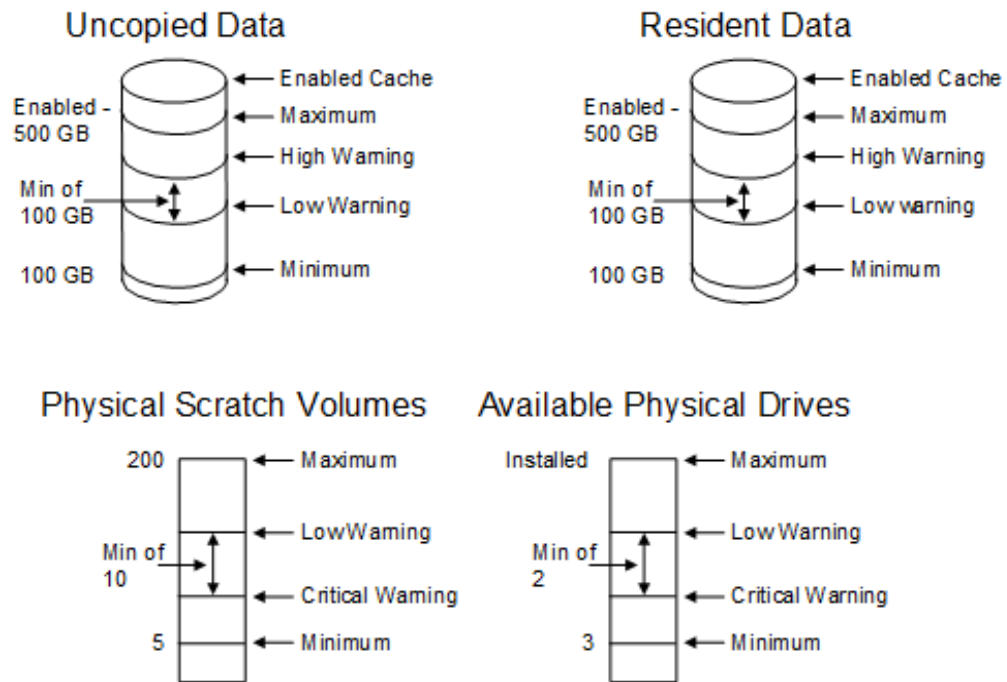 Uncopied Data
Enabled Cache
Enabled -
500 GB
Maximum
High Warning
Min of
100 GB
Low Warning
100 GB
Minimum
Resident Data
Enabled Cache
Enabled -
500 GB
Maximum
High Warning
Min of
100 GB
Low warning
100 GB
Minimum
Physical Scratch Volumes
200
Maximum
Low Warning
Min of
10
Critical Warning
5
Minimum
Available Physical Drives
Installed
Maximum
Low Warning
Min of
2
Critical Warning
3
Minimum